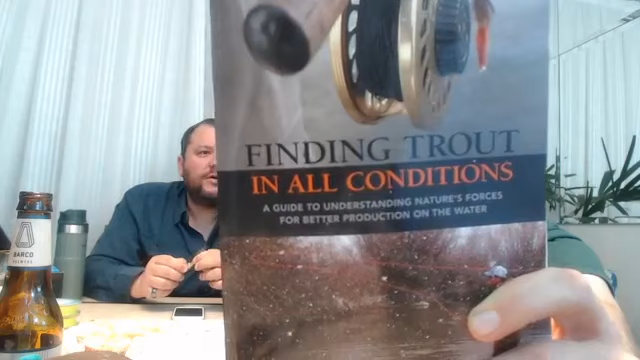 FINDING TROUT
IN ALL CONDITIONS
A GUIDE TO UNDERSTANDING NATURE'S FORCES
FOR BETTER PRODUCTION ON THE WATER
BARCO